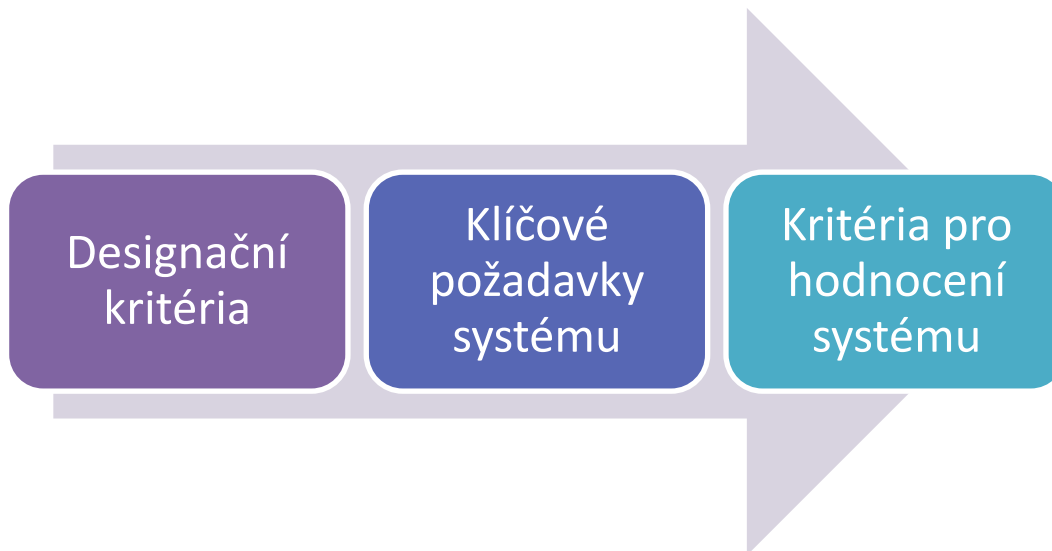 Designační
kritéria
Klíčové
požadavky
systému
Kritéria pro
hodnocení
systému